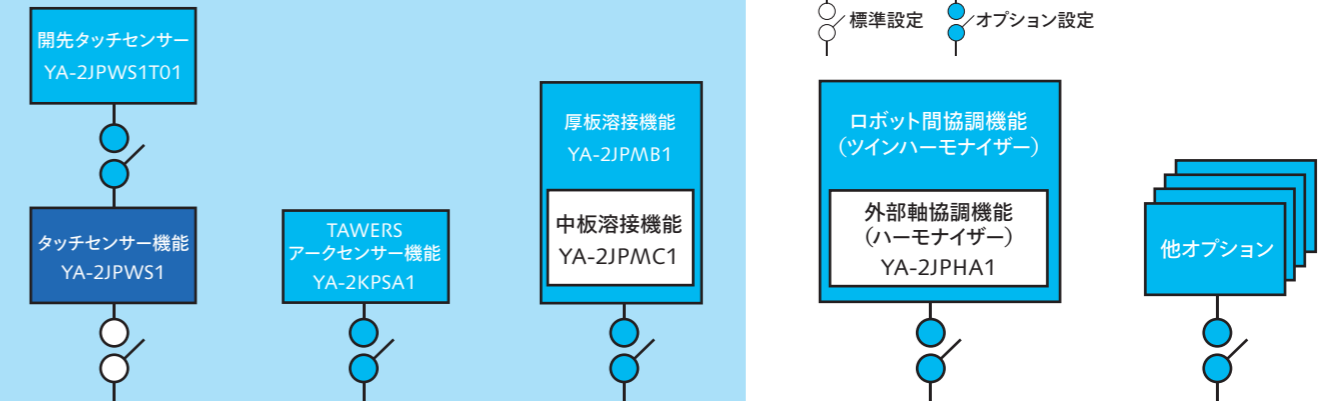 標準設定
オプション設定
開先タッチセンサー
YA-2JPWS1T01
タッチセンサー機能
YA-2JPWS1
TAWERS
アークセンサー機能
YA-2KPSA1
厚板溶接機能
YA-2JPMB1
中板溶接機能
YA-2JPMC1
ロボット間協調機能
（ツインハーモナイザー）
外部軸協調機能
（ハーモナイザー）
YA-2JPHA1
他オプション